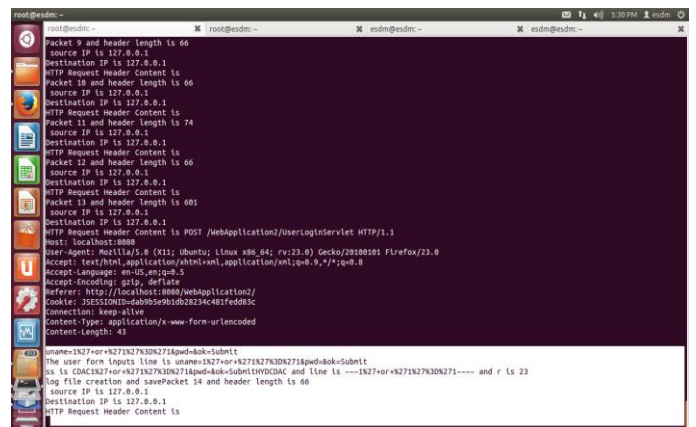 root@esdm: ~
5:30 PM esdm
root@esdm: ~ root@esdm: ~ esdm@esdm: ~ esdm@esdm: ~
Packet 9 and header length is 66
source IP is 127.0.0.1
Destination IP is 127.0.0.1
HTTP Request Header Content is
Packet 10 and header length is 66
source IP is 127.0.0.1
Destination IP is 127.0.0.1
HTTP Request Header Content is
Packet 11 and header length is 74
source IP is 127.0.0.1
Destination IP is 127.0.0.1
HTTP Request Header Content is
Packet 12 and header length is 66
source IP is 127.0.0.1
Destination IP is 127.0.0.1
HTTP Request Header Content is
Packet 13 and header length is 601
source IP is 127.0.0.1
Destination IP is 127.0.0.1
HTTP Request Header Content is POST /WebApplication2/UserLoginServlet HTTP/1.1
Host: localhost:8080
User-Agent: Mozilla/5.0 (X11; Ubuntu; Linux x86_64; rv:23.0) Gecko/20100101 Firefox/23.0
Accept: text/html,application/xhtml+xml,application/xml;q=0.9,*/*;q=0.8
Accept-Language: en-US,en;q=0.5
Accept-Encoding: gzip, deflate
Referer: http://localhost:8080/WebApplication2/
Cookie: JSESSIONID=dab9b5e9b1db28234c481fedd83c
Connection: keep-alive
Content-Type: application/x-www-form-urlencoded
Content-Length: 43
uname=1%27+or+%271%27%3D%271&pwd=&ok=Submit
The user form inputs line is uname=1%27+or+%271%27%3D%271&pwd=&ok=Submit
ss is CDAC1%27+or+%271%27%3D%271&pwd=&ok=SubmitHYDCDAC and line is ~~~1%27+or+%271%27%3D%271~~~~ and r is 23
log file creation and savePacket 14 and header length is 66
source IP is 127.0.0.1
Destination IP is 127.0.0.1
HTTP Request Header Content is